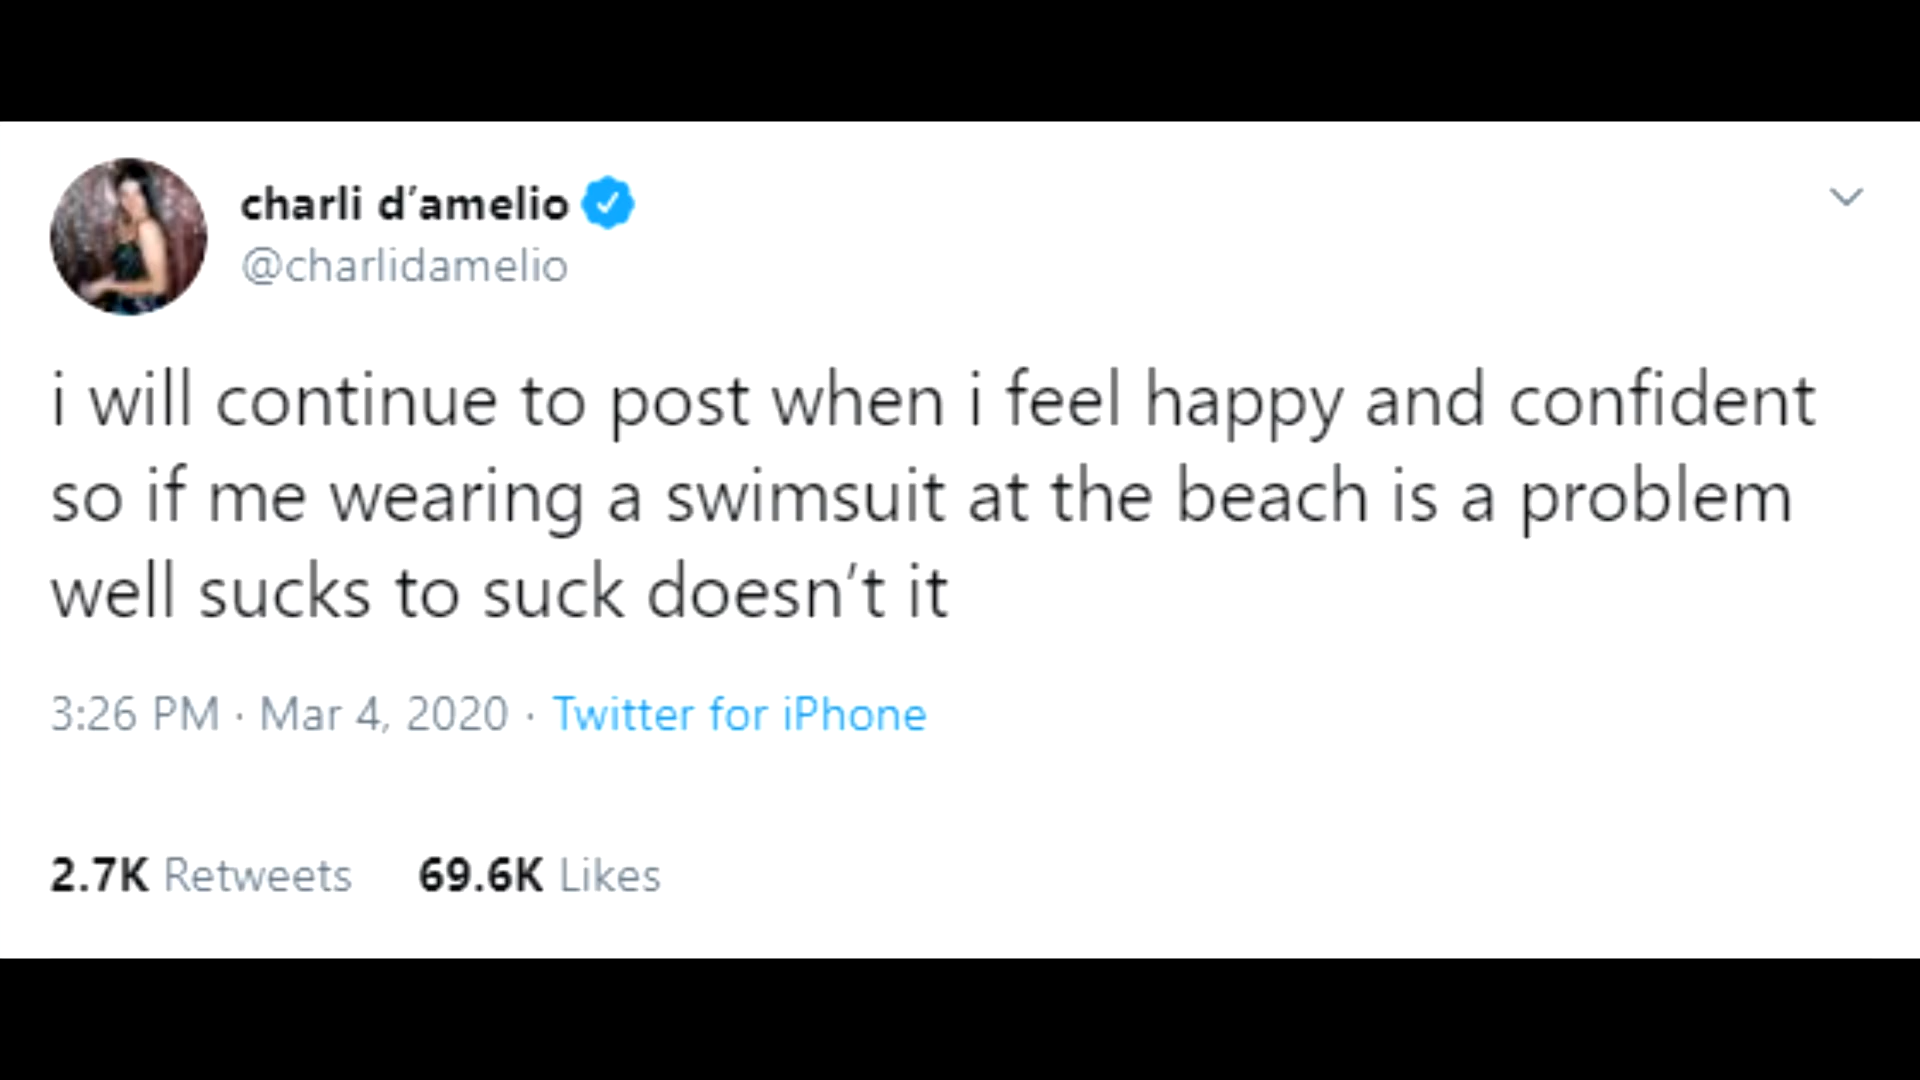 charli d’amelio
@charlidamelio
i will continue to post when i feel happy and confident
so if me wearing a swimsuit at the beach is a problem
well sucks to suck doesn’t it
3:26 PM · Mar 4, 2020 · Twitter for iPhone
2.7K Retweets 69.6K Likes